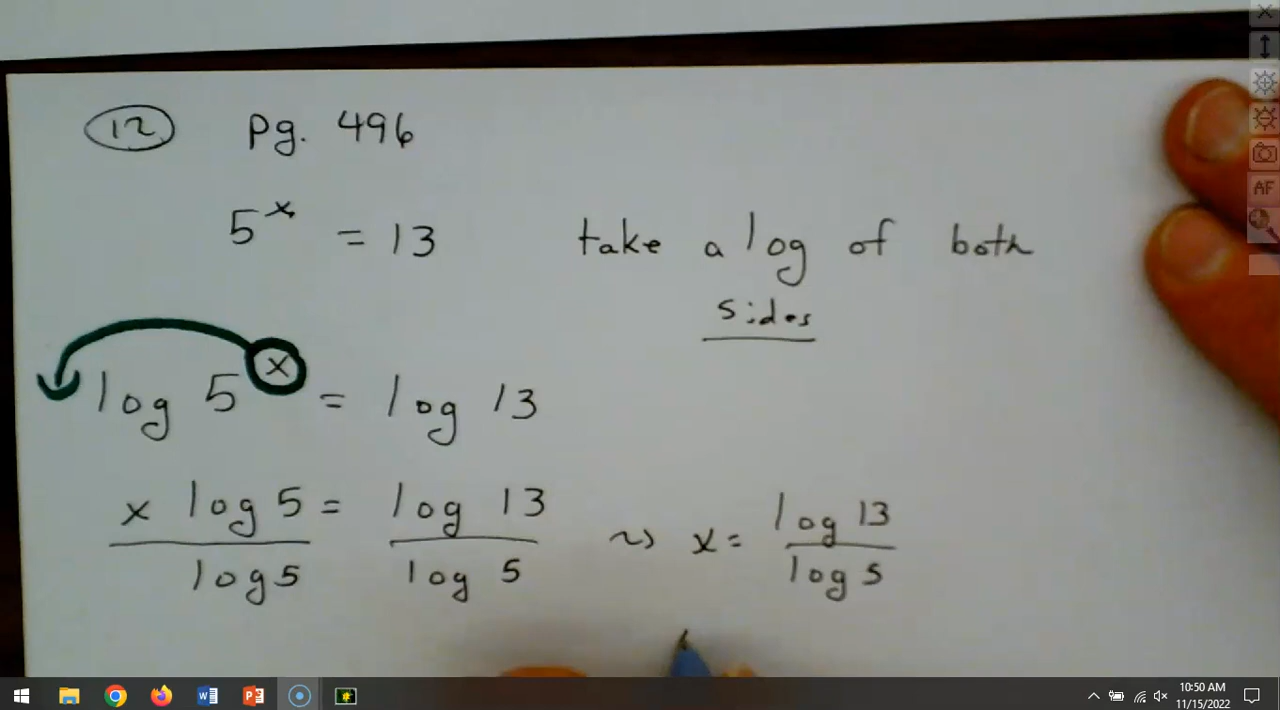 12 pg. 496
5^x = 13 take a log of both
sides
log 5^x = log 13
x log 5 = log 13 ~> x = log 13
log 5 log 5 log 5
AF
10:50 AM
11/15/2022